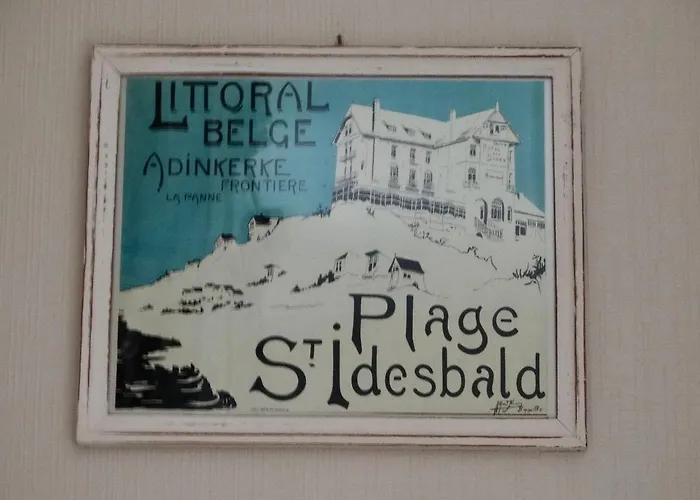 LITTORAL
BELGE
ADINKERKE
FRONTIERE
LA PANNE
Plage
ST. Idesbald